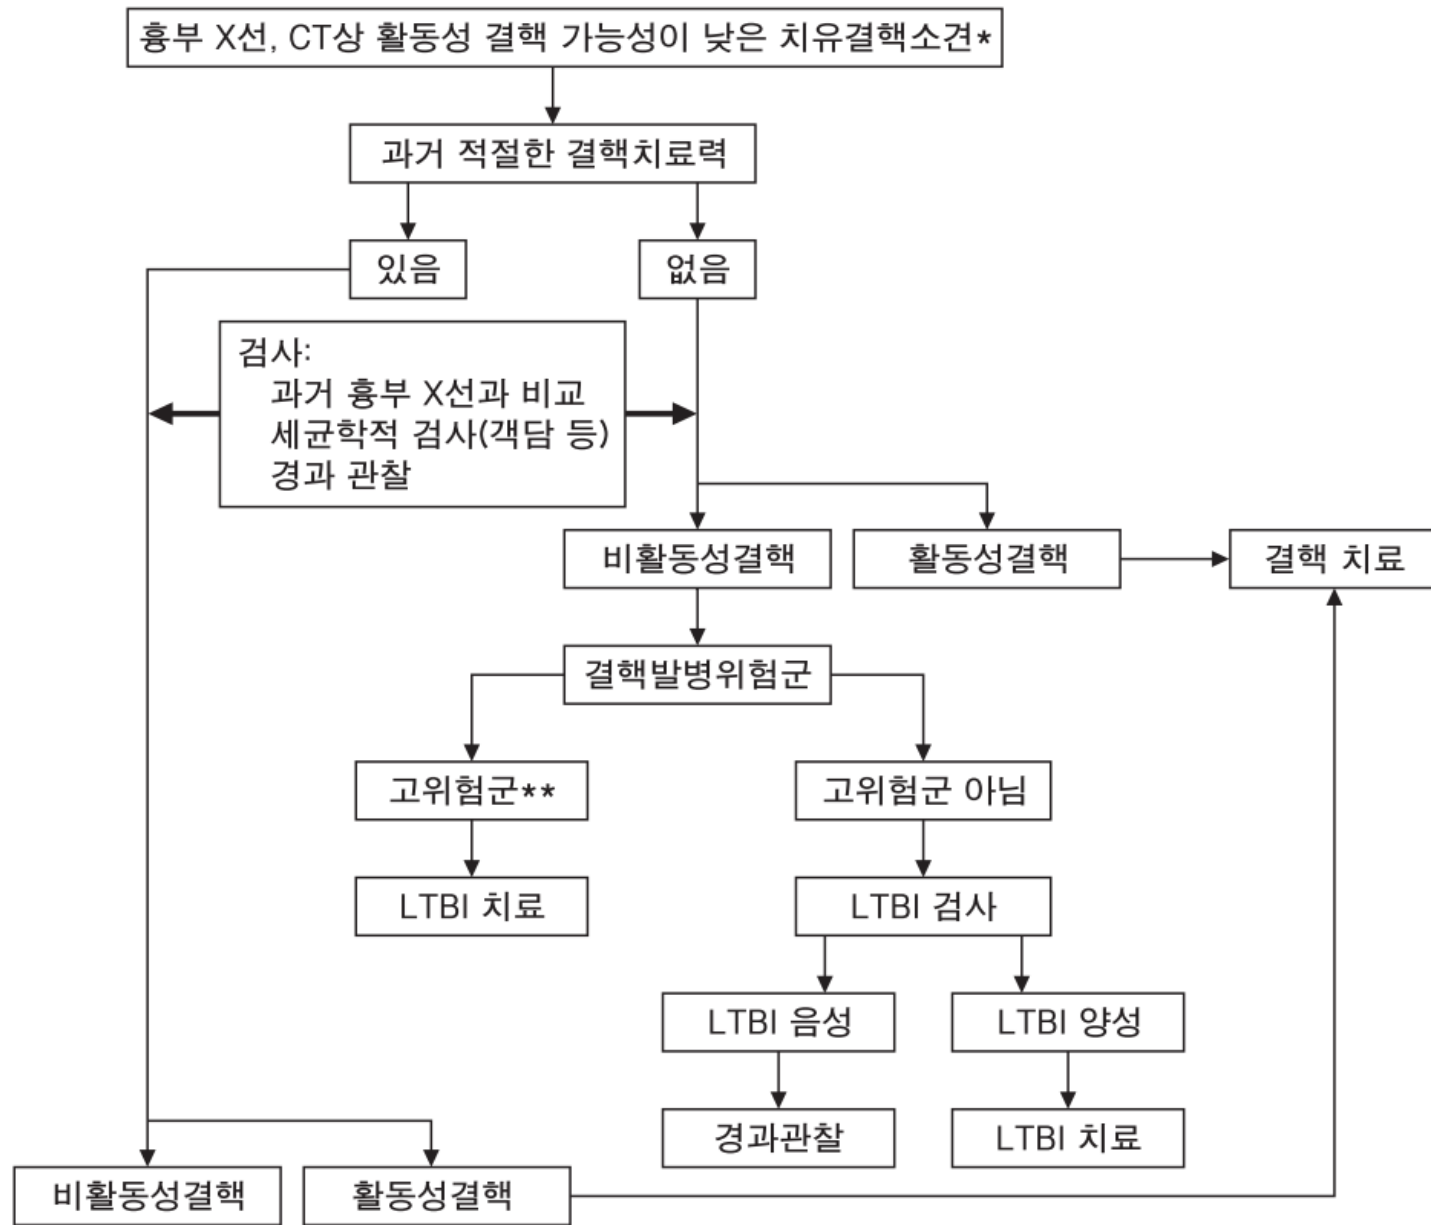 흉부 X선, CT상 활동성 결핵 가능성이 낮은 치유결핵소견*
과거 적절한 결핵치료력
있음
없음
검사:
과거 흉부 X선과 비교
세균학적 검사(객담 등)
경과 관찰
비활동성결핵
활동성결핵
결핵 치료
결핵발병위험군
고위험군**
고위험군 아님
LTBI 치료
LTBI 검사
LTBI 음성
LTBI 양성
경과관찰
LTBI 치료
비활동성결핵
활동성결핵